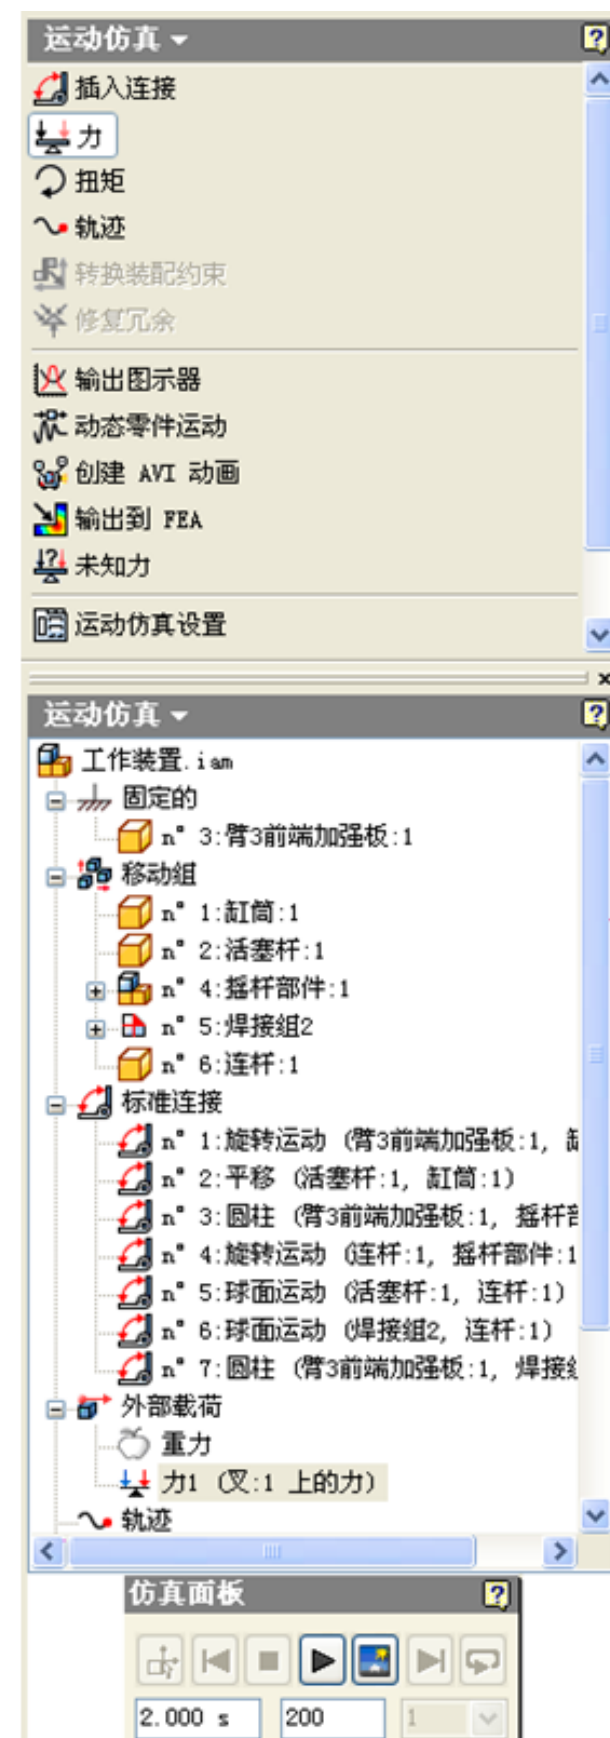 运动仿真
插入连接
力
扭矩
轨迹
转换装配约束
修复冗余
输出图示器
动态零件运动
创建 AVI 动画
输出到 FEA
未知力
运动仿真设置
运动仿真
工作装置.iam
固定的
n° 3:臂3前端加强板:1
移动组
n° 1:缸筒:1
n° 2:活塞杆:1
n° 4:摇杆部件:1
n° 5:焊接组2
n° 6:连杆:1
标准连接
n° 1:旋转运动 (臂3前端加强板:1,
n° 2:平移 (活塞杆:1, 缸筒:1)
n° 3:圆柱 (臂3前端加强板:1, 摇杆
n° 4:旋转运动 (连杆:1, 摇杆部件:1
n° 5:球面运动 (活塞杆:1, 连杆:1)
n° 6:球面运动 (焊接组2, 连杆:1)
n° 7:圆柱 (臂3前端加强板:1, 焊接
外部载荷
重力
力1 (叉:1 上的力)
轨迹
仿真面板
2.000 s 200 1